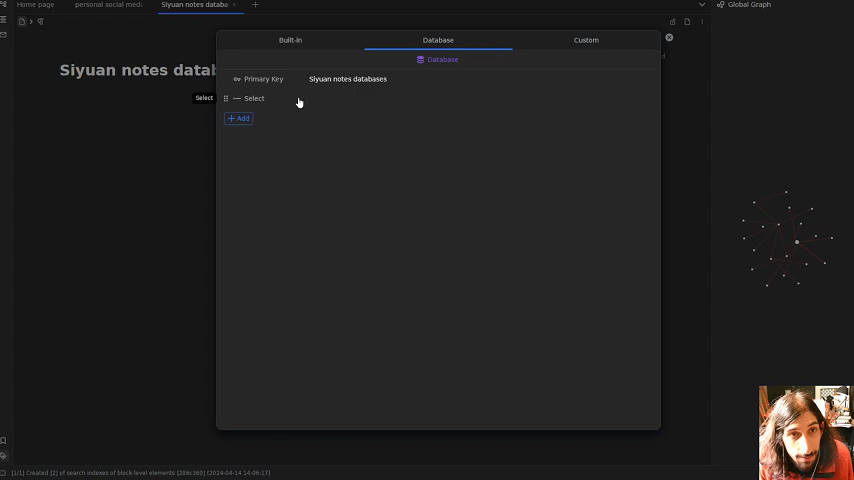 Home page
personal social medi
Siyuan notes databa
Global Graph
Built-in
Database
Custom
Database
Siyuan notes datab
Primary Key
Siyuan notes databases
Select
Select
Add
[1/1] Created [2] of search indexes of block-level elements [286c360] [2024-04-14 14:06:17]